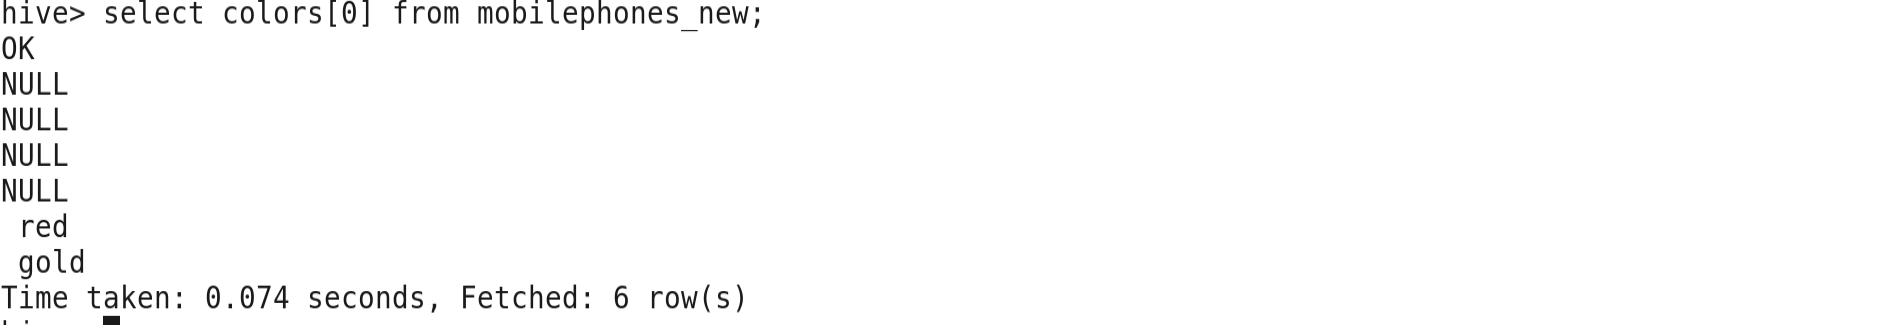 hive> select colors[0] from mobilephones_new;
OK
NULL
NULL
NULL
NULL
 red
 gold
Time taken: 0.074 seconds, Fetched: 6 row(s)